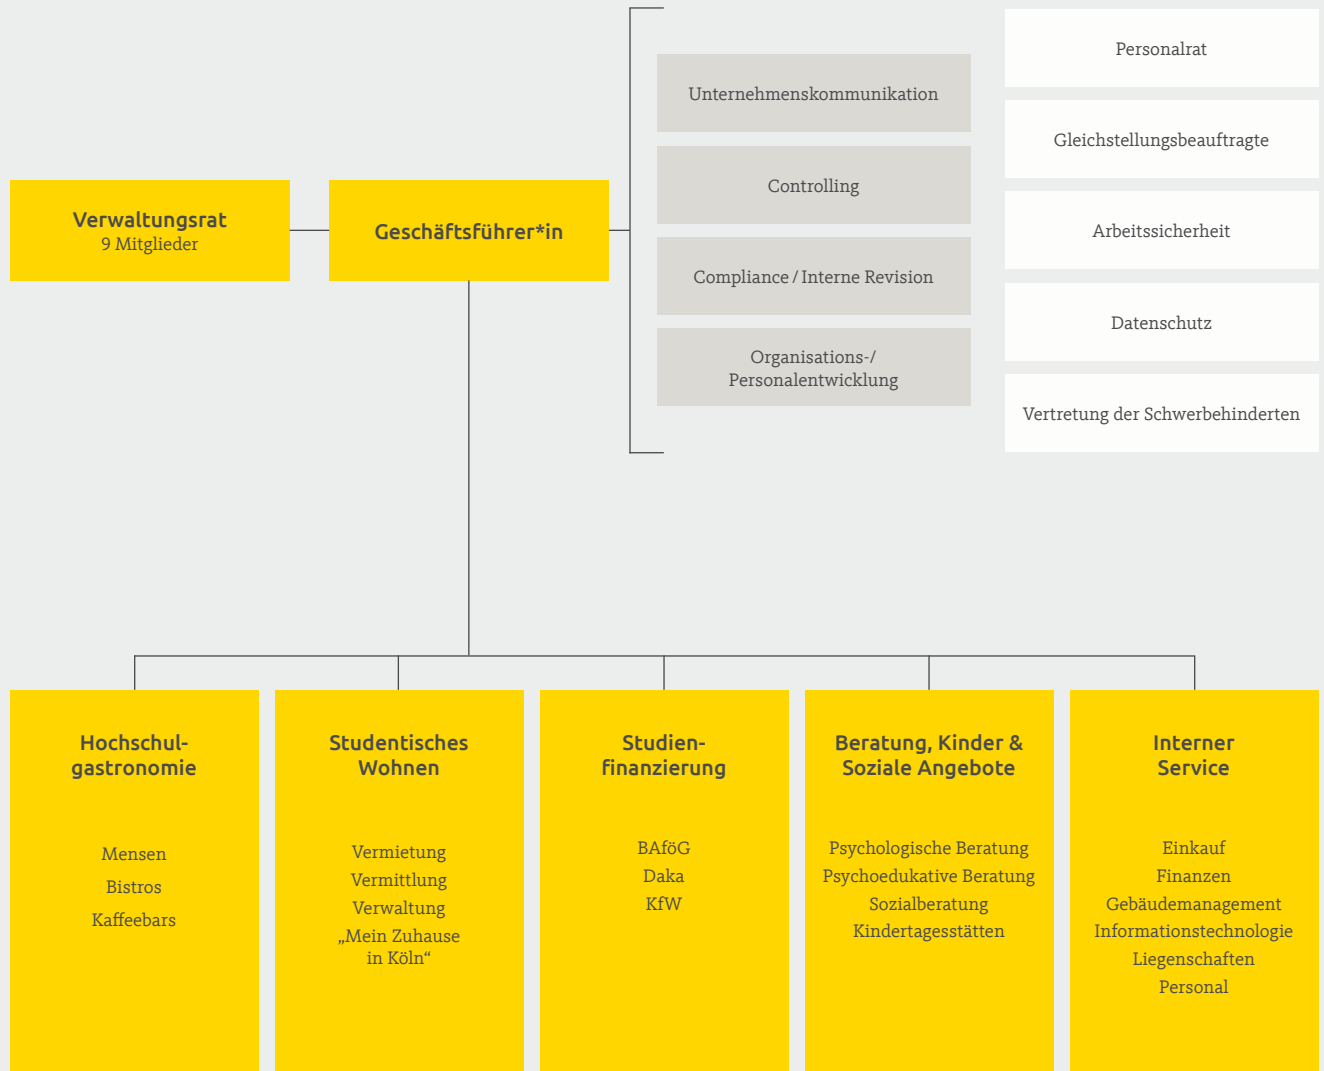 Verwaltungsrat
9 Mitglieder
Geschäftsführer*in
Unternehmenskommunikation
Controlling
Compliance / Interne Revision
Organisations-/
Personalentwicklung
Personalrat
Gleichstellungsbeauftragte
Arbeitssicherheit
Datenschutz
Vertretung der Schwerbehinderten
Hochschul-
gastronomie
Mensen
Bistros
Kaffeebars
Studentisches
Wohnen
Vermietung
Vermittlung
Verwaltung
„Mein Zuhause
in Köln“
Studien-
finanzierung
BAföG
Daka
KfW
Beratung, Kinder &
Soziale Angebote
Psychologische Beratung
Psychoedukative Beratung
Sozialberatung
Kindertagesstätten
Interner
Service
Einkauf
Finanzen
Gebäudemanagement
Informationstechnologie
Liegenschaften
Personal